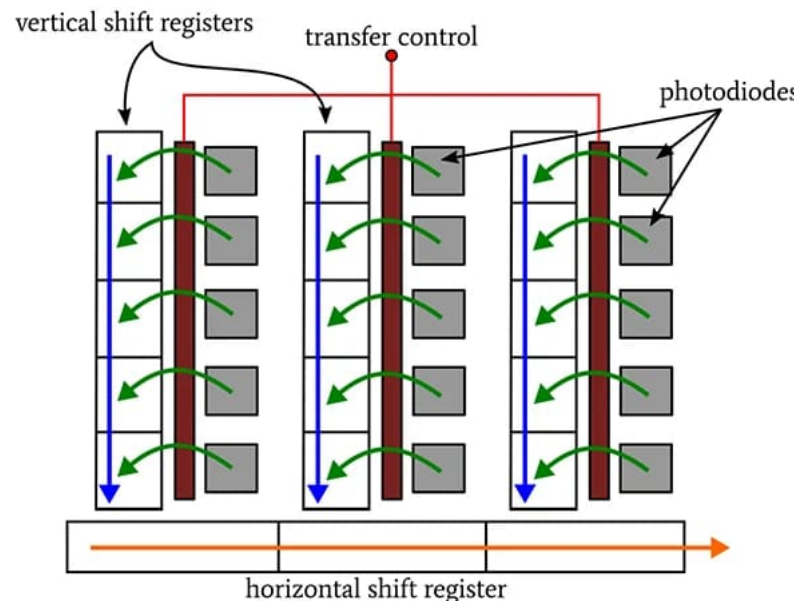 vertical shift registers
transfer control
photodiodes
horizontal shift register